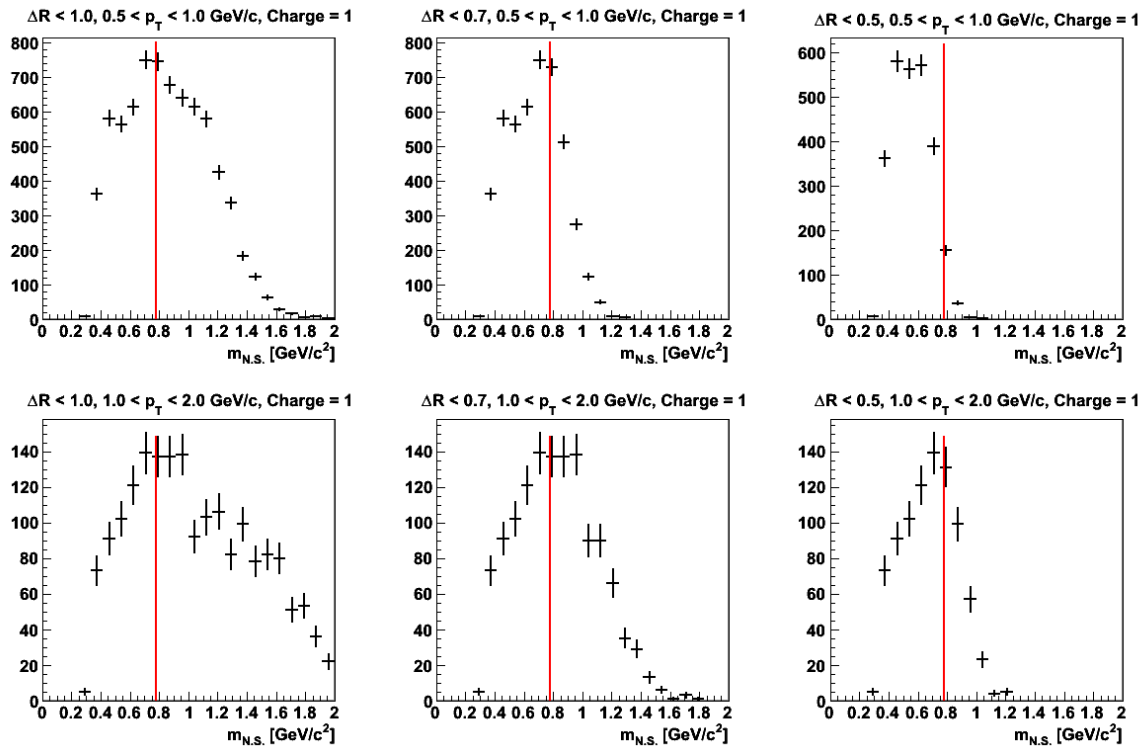 ΔR < 1.0, 0.5 < p_T < 1.0 GeV/c, Charge = 1
800
700
600
500
400
300
200
100
0
0 0.2 0.4 0.6 0.8 1 1.2 1.4 1.6 1.8 2
m_N.S. [GeV/c²]
ΔR < 0.7, 0.5 < p_T < 1.0 GeV/c, Charge = 1
800
700
600
500
400
300
200
100
0
0 0.2 0.4 0.6 0.8 1 1.2 1.4 1.6 1.8 2
m_N.S. [GeV/c²]
ΔR < 0.5, 0.5 < p_T < 1.0 GeV/c, Charge = 1
600
500
400
300
200
100
0
0 0.2 0.4 0.6 0.8 1 1.2 1.4 1.6 1.8 2
m_N.S. [GeV/c²]
ΔR < 1.0, 1.0 < p_T < 2.0 GeV/c, Charge = 1
140
120
100
80
60
40
20
0
0 0.2 0.4 0.6 0.8 1 1.2 1.4 1.6 1.8 2
m_N.S. [GeV/c²]
ΔR < 0.7, 1.0 < p_T < 2.0 GeV/c, Charge = 1
140
120
100
80
60
40
20
0
0 0.2 0.4 0.6 0.8 1 1.2 1.4 1.6 1.8 2
m_N.S. [GeV/c²]
ΔR < 0.5, 1.0 < p_T < 2.0 GeV/c, Charge = 1
140
120
100
80
60
40
20
0
0 0.2 0.4 0.6 0.8 1 1.2 1.4 1.6 1.8 2
m_N.S. [GeV/c²]